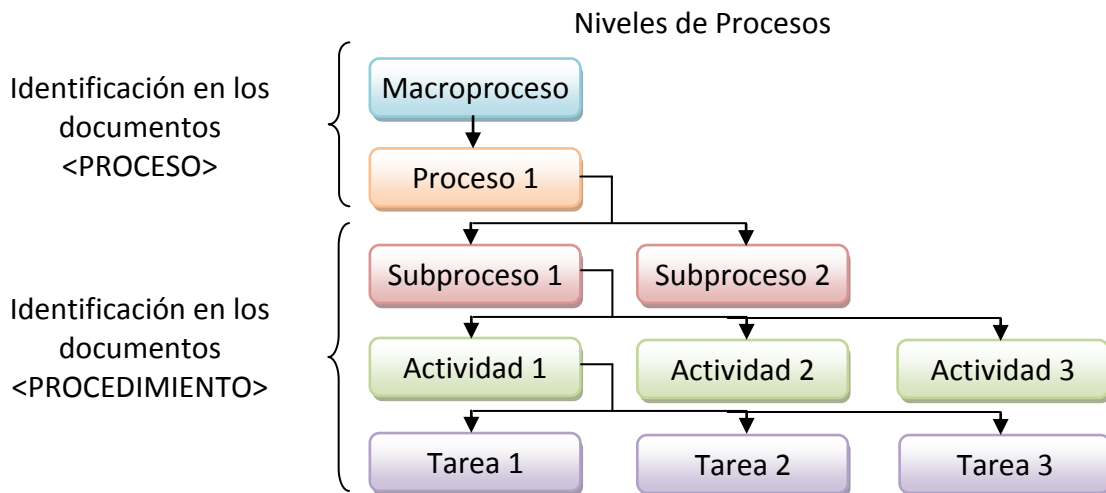 Niveles de Procesos
Identificación en los
documentos
<PROCESO>
Macroproceso
Proceso 1
Identificación en los
documentos
<PROCEDIMIENTO>
Subproceso 1
Subproceso 2
Actividad 1
Actividad 2
Actividad 3
Tarea 1
Tarea 2
Tarea 3